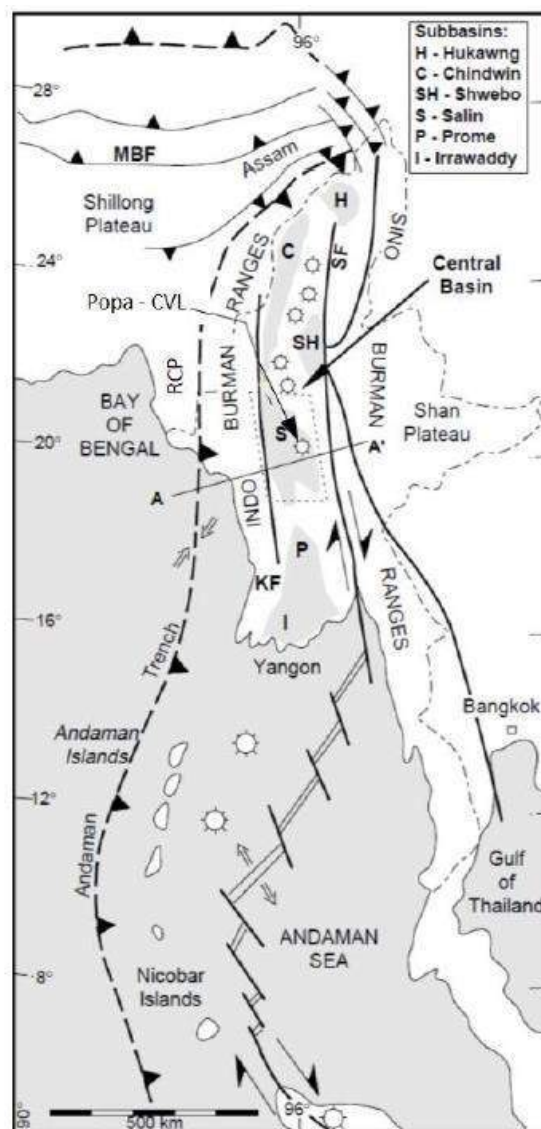 96°
Subbasins:
H - Hukawng
C - Chindwin
SH - Shwebo
S - Salin
P - Prome
I - Irrawaddy
28°
MBF
Assam
Shillong
Plateau
H
SINO
24°
RANGES
C
SF
Central
Basin
Popa - CVL
SH
RCP
BURMAN
BURMAN
BAY
OF
BENGAL
Shan
Plateau
20°
S
A'
A
INDO
P
KF
RANGES
16°
I
Yangon
Trench
Bangkok
Andaman
Islands
12°
Andaman
Gulf
of
Thailand
ANDAMAN
SEA
8°
Nicobar
Islands
90°
500 km
96°